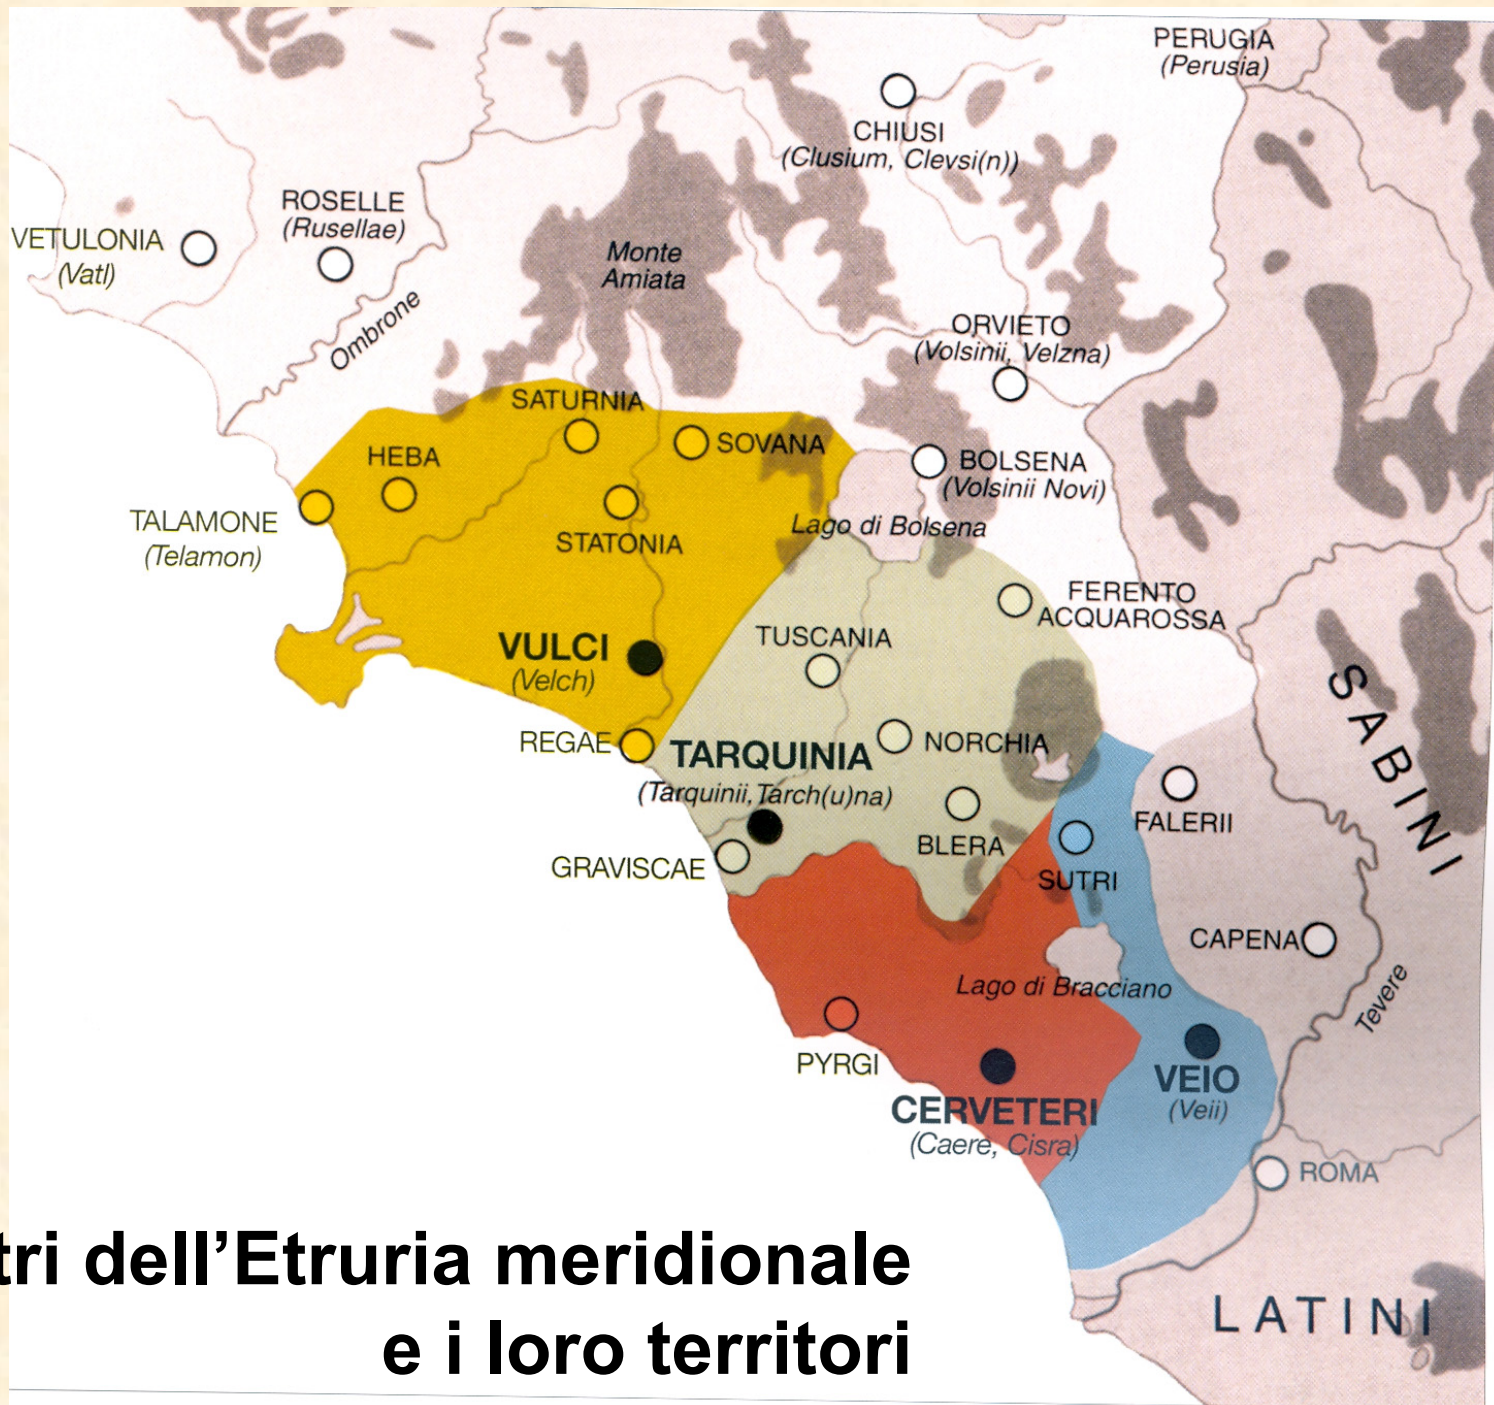 PERUGIA
(Perusia)
CHIUSI
(Clusium, Clevsi(n))
ROSELLE
(Rusellae)
VETULONIA
(Vatl)
Monte
Amiata
Ombrone
ORVIETO
(Volsinii, Velzna)
SATURNIA
SOVANA
HEBA
BOLSENA
(Volsinii Novi)
TALAMONE
(Telamon)
STATONIA
Lago di Bolsena
FERENTO
ACQUAROSSA
TUSCANIA
VULCI
(Velch)
SABINI
REGAE
TARQUINIA
(Tarquinii, Tarch(u)na)
NORCHIA
FALERII
BLERA
GRAVISCAE
SUTRI
CAPENA
Lago di Bracciano
Tevere
PYRGI
VEIO
(Veii)
CERVETERI
(Caere, Cisra)
ROMA
tri dell’Etruria meridionale
e i loro territori
LATINI